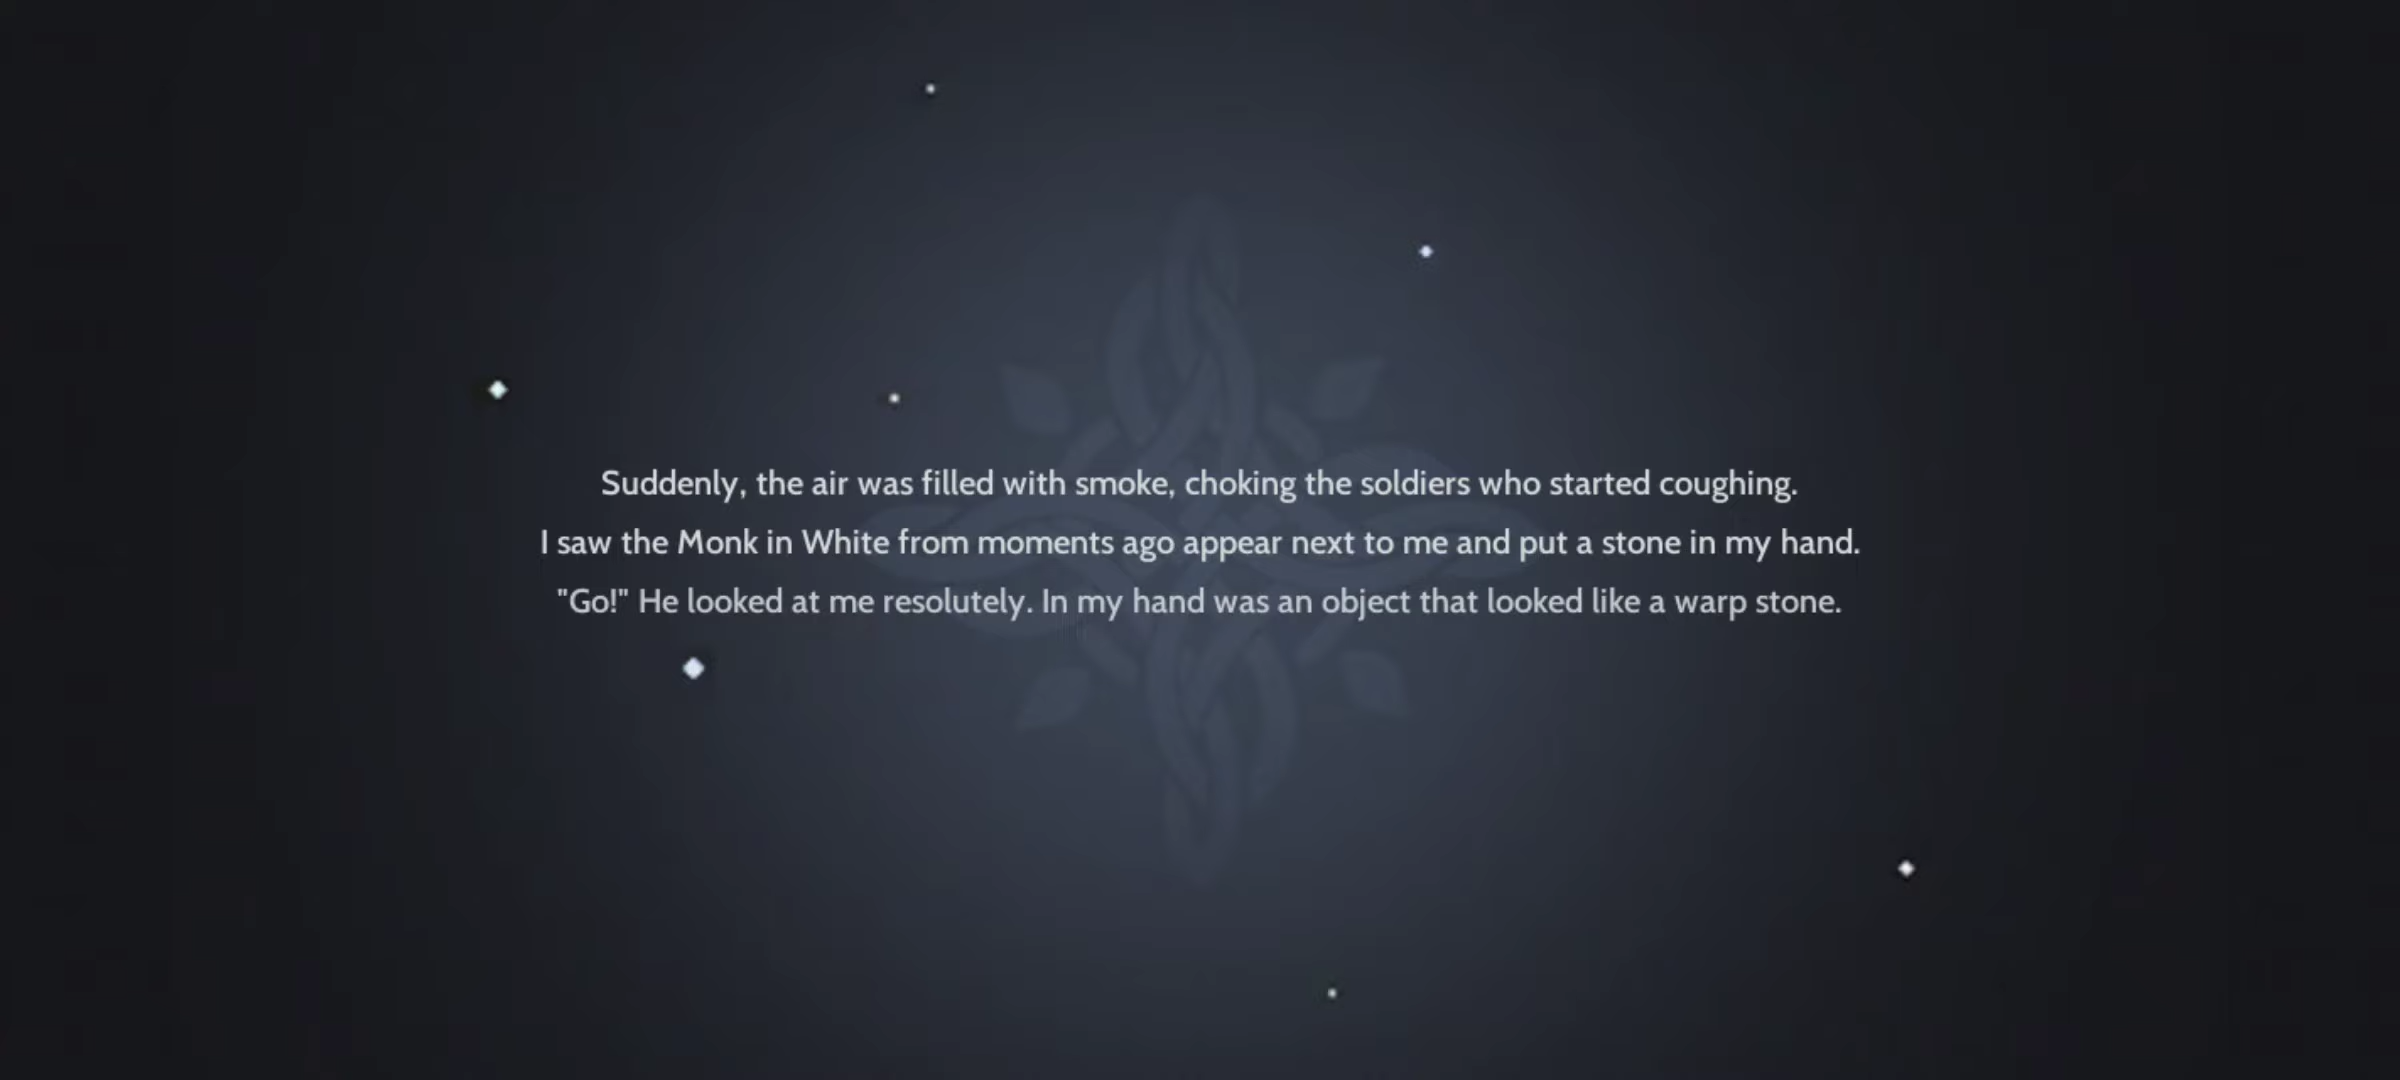 Suddenly, the air was filled with smoke, choking the soldiers who started coughing.
I saw the Monk in White from moments ago appear next to me and put a stone in my hand.
"Go!" He looked at me resolutely. In my hand was an object that looked like a warp stone.